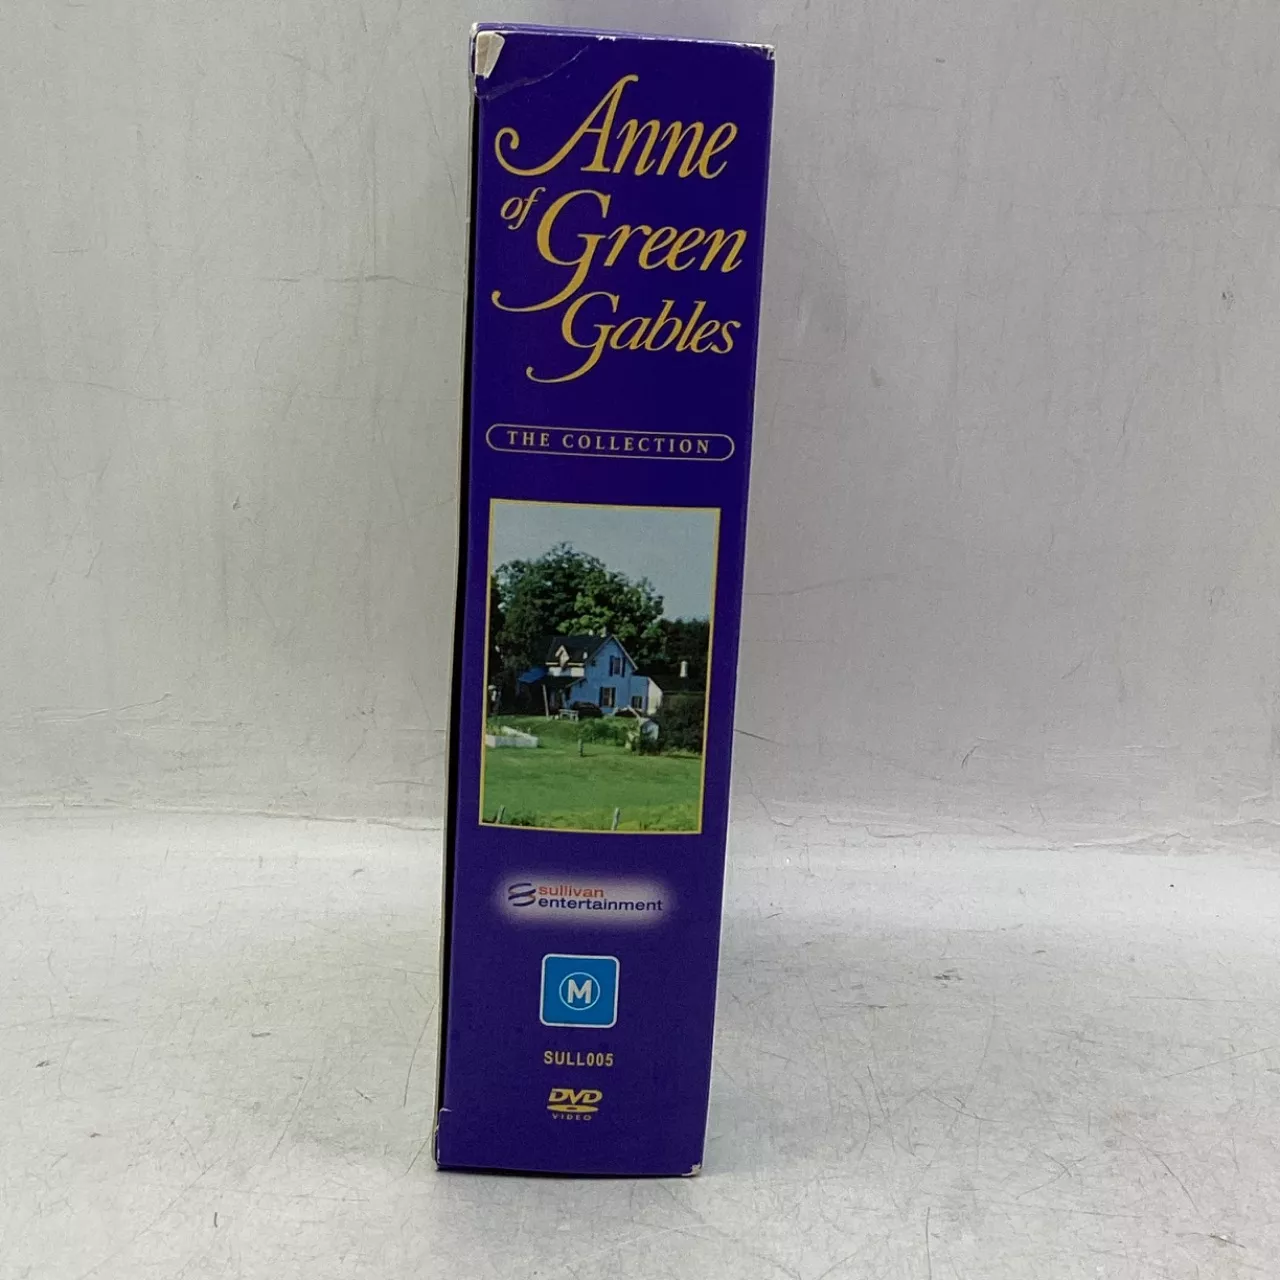 Anne
of Green
Gables
THE COLLECTION
sullivan
entertainment
M
SULL005
DVD
VIDEO